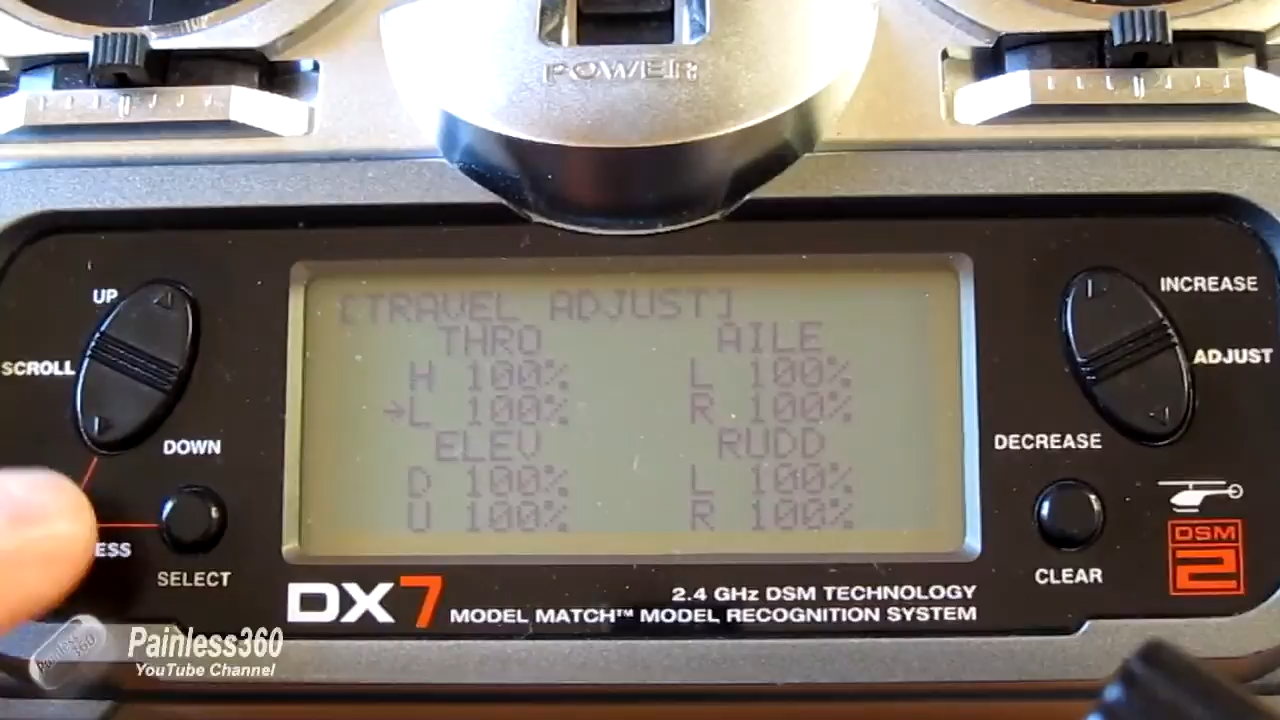 POWER
UP
SCROLL
DOWN
ESS
SELECT
[TRAVEL ADJUST]
THRO AILE
H 100% L 100%
→L 100% R 100%
ELEV RUDD
D 100% L 100%
U 100% R 100%
INCREASE
ADJUST
DECREASE
CLEAR
DSM
2
DX7
2.4 GHz DSM TECHNOLOGY
MODEL MATCH™ MODEL RECOGNITION SYSTEM
Painless360
Painless360
YouTube Channel